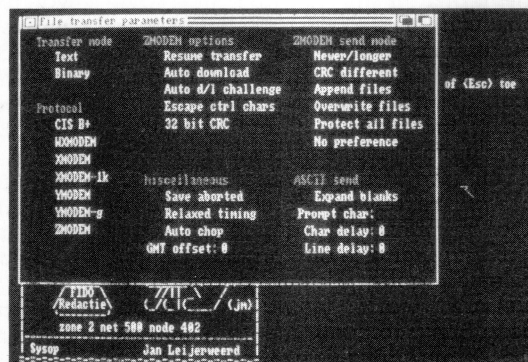 file transfer parameters
Transfer mode
Text
Binary
Protocol
CIS B+
WXMODEM
XMODEM
XMODEM-1k
YMODEM
YMODEM-g
ZMODEM
ZMODEM options
Resume transfer
Auto download
Auto d/l challenge
Escape ctrl chars
32 bit CRC
miscellaneous
Save aborted
Relaxed timing
Auto chop
GMT offset: 0
ZMODEM send mode
Newer/longer
CRC different
Append files
Overwrite files
Protect all files
No preference
ASCII send
Expand blanks
Prompt char:
Char delay: 0
Line delay: 0
of <Esc> toe
FIDO
Redactie
(jm)
zone 2 net 500 node 402
Sysop Jan Leijerweerd